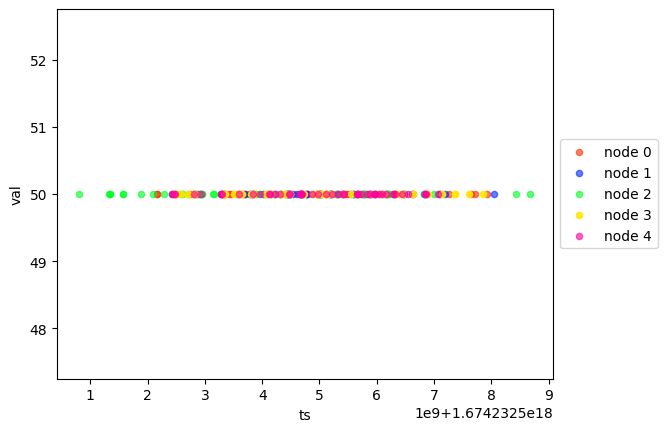 52
51
50
49
48
val
1 2 3 4 5 6 7 8 9
ts
1e9+1.6742325e18
node 0
node 1
node 2
node 3
node 4